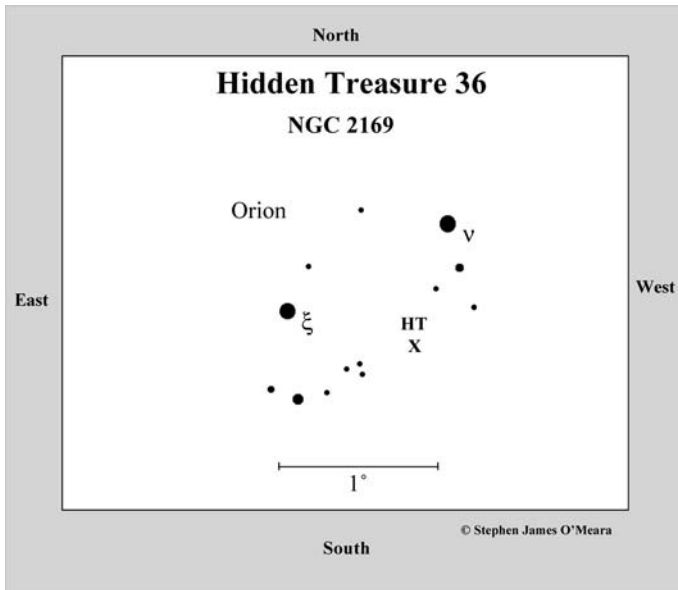 North
Hidden Treasure 36
NGC 2169
Orion
ν
East
West
ξ
HT
X
1°
© Stephen James O'Meara
South